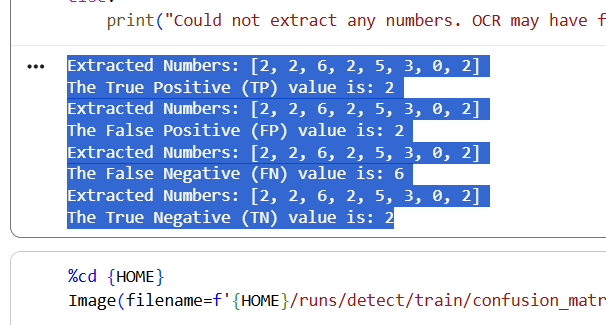 print("Could not extract any numbers. OCR may have f
Extracted Numbers: [2, 2, 6, 2, 5, 3, 0, 2]
The True Positive (TP) value is: 2
Extracted Numbers: [2, 2, 6, 2, 5, 3, 0, 2]
The False Positive (FP) value is: 2
Extracted Numbers: [2, 2, 6, 2, 5, 3, 0, 2]
The False Negative (FN) value is: 6
Extracted Numbers: [2, 2, 6, 2, 5, 3, 0, 2]
The True Negative (TN) value is: 2
%cd {HOME}
Image(filename=f'{HOME}/runs/detect/train/confusion_matr